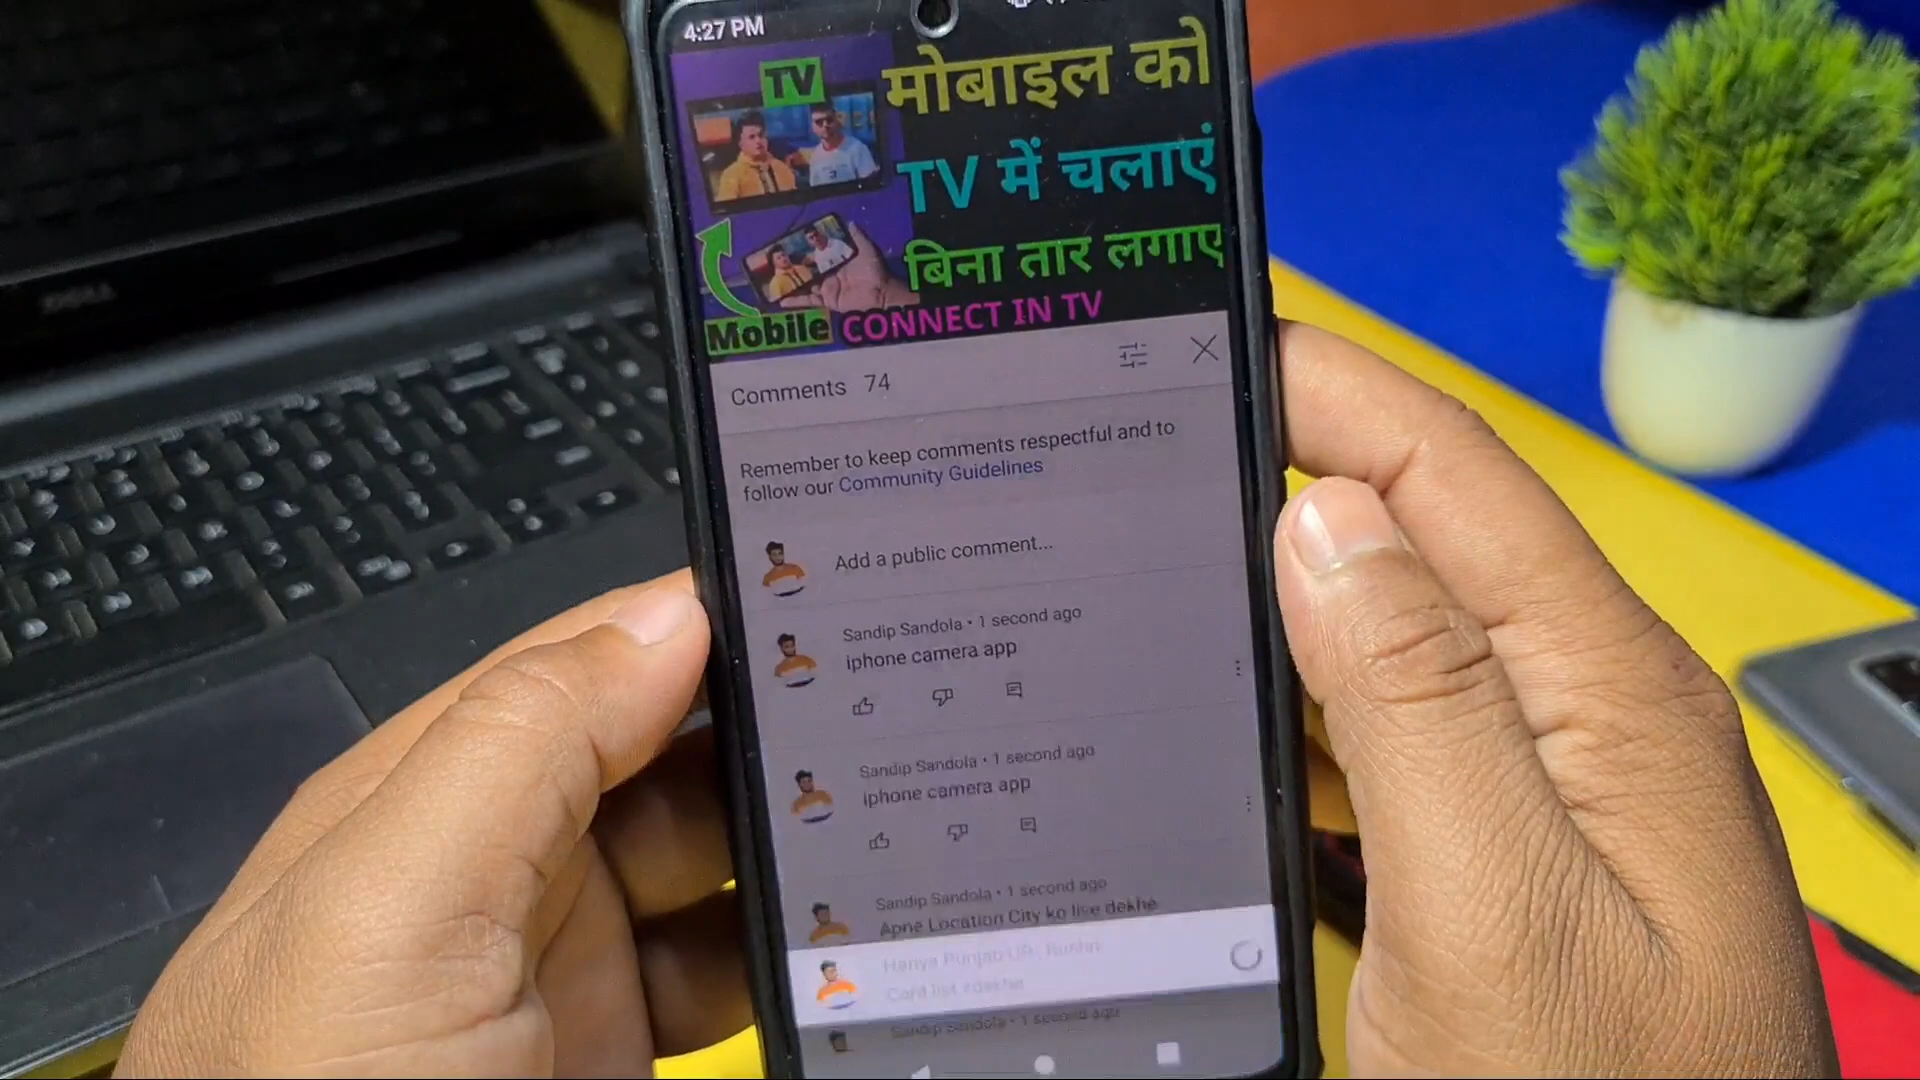 4:27 PM
TV
मोबाइल को
TV में चलाएं
बिना तार लगाए
Mobile CONNECT IN TV
Comments 74
Remember to keep comments respectful and to
follow our Community Guidelines
Add a public comment...
Sandip Sandola • 1 second ago
iphone camera app
Sandip Sandola • 1 second ago
iphone camera app
Sandip Sandola • 1 second ago
Apne Location City ko live dekhe
Sandip Sandola • 1 second ago
DELL